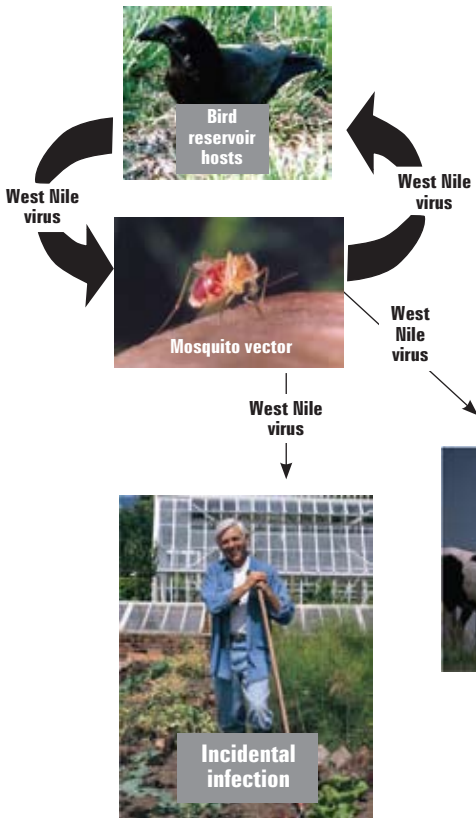 Bird
reservoir
hosts
West Nile
virus
West Nile
virus
Mosquito vector
West
Nile
virus
West Nile
virus
Incidental
infection